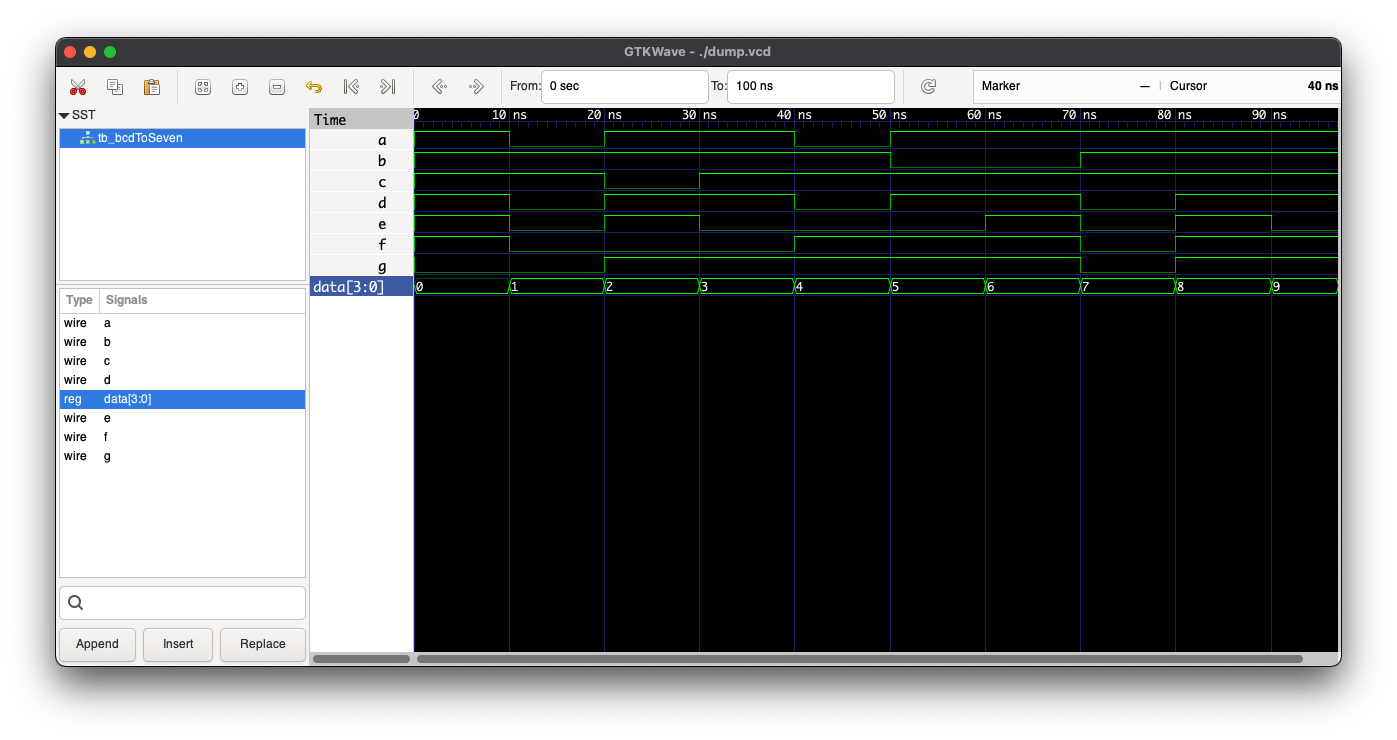 GTKWave - ./dump.vcd
From: 0 sec To: 100 ns Marker — | Cursor 40 ns
SST
tb_bcdToSeven
Type Signals
wire a
wire b
wire c
wire d
reg data[3:0]
wire e
wire f
wire g
Append Insert Replace
Time
a
b
c
d
e
f
g
data[3:0]
0 10 ns 20 ns 30 ns 40 ns 50 ns 60 ns 70 ns 80 ns 90 ns
0 1 2 3 4 5 6 7 8 9